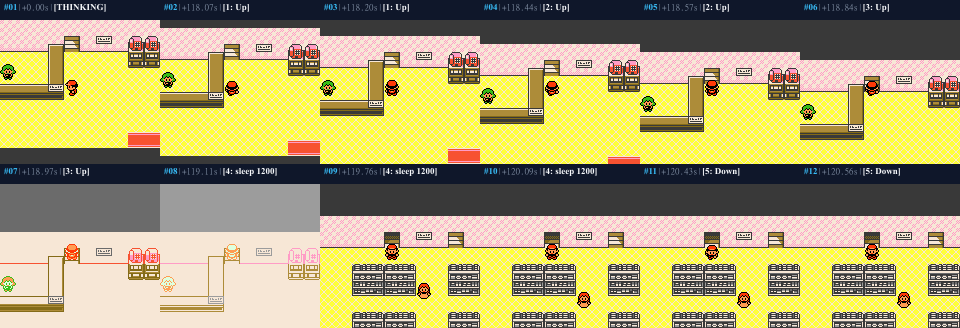 #01 | +0.00s | [THINKING]
#02 | +118.07s | [1: Up]
#03 | +118.20s | [1: Up]
#04 | +118.44s | [2: Up]
#05 | +118.57s | [2: Up]
#06 | +118.84s | [3: Up]
#07 | +118.97s | [3: Up]
#08 | +119.11s | [4: sleep 1200]
#09 | +119.76s | [4: sleep 1200]
#10 | +120.09s | [4: sleep 1200]
#11 | +120.43s | [5: Down]
#12 | +120.56s | [5: Down]